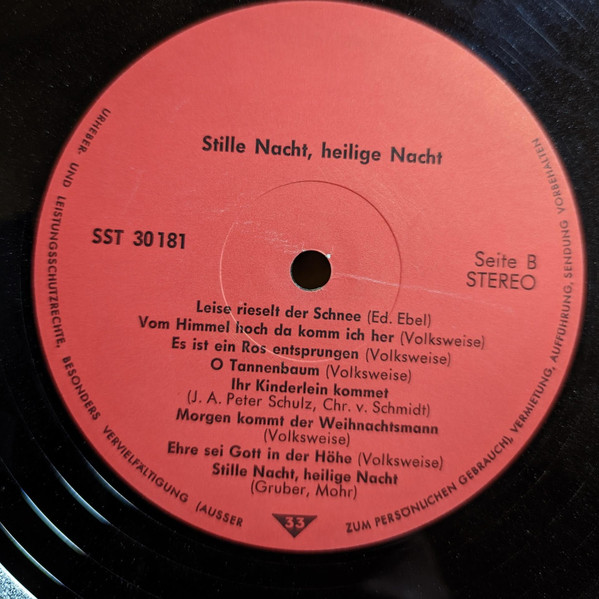 Stille Nacht, heilige Nacht
SST 30181
Seite B
STEREO
Leise rieselt der Schnee (Ed. Ebel)
Vom Himmel hoch da komm ich her (Volksweise)
Es ist ein Ros entsprungen (Volksweise)
O Tannenbaum (Volksweise)
Ihr Kinderlein kommet
(J. A. Peter Schulz, Chr. v. Schmidt)
Morgen kommt der Weihnachtsmann
(Volksweise)
Ehre sei Gott in der Höhe (Volksweise)
Stille Nacht, heilige Nacht
(Gruber, Mohr)
33
URHEBER- UND LEISTUNGSSCHUTZRECHTE, BESONDERS VERVIELFÄLTIGUNG (AUSSER ZUM PERSÖNLICHEN GEBRAUCH), VERMIETUNG, AUFFÜHRUNG, SENDUNG VORBEHALTEN